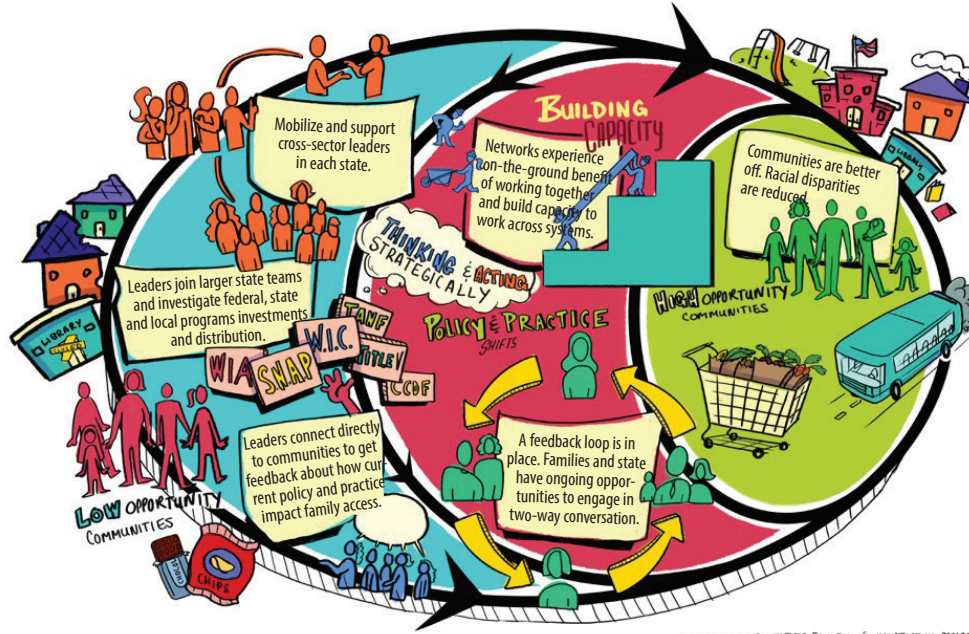 Mobilize and support
cross-sector leaders
in each state.
BUILDING
CAPACITY
Networks experience
on-the-ground benefit
of working together
and build capacity to
work across systems.
LIBRARY
Communities are better
off. Racial disparities
are reduced.
THINKING & ACTING
STRATEGICALLY
Leaders join larger state teams
and investigate federal, state
and local programs investments
and distribution.
LIBRARY
CLOSED
WIA
S.N.A.P
W.I.C.
TANF
TITLE V
CCDF
POLICY & PRACTICE
SHIFTS
HIGH OPPORTUNITY
COMMUNITIES
Leaders connect directly
to communities to get
feedback about how cur-
rent policy and practice
impact family access.
A feedback loop is in
place. Families and state
have ongoing oppor-
tunities to engage in
two-way conversation.
LOW OPPORTUNITY
COMMUNITIES
CHIPS